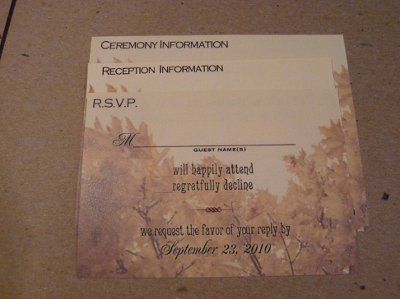 CEREMONY INFORMATION
RECEPTION INFORMATION
R.S.V.P.
M
GUEST NAME(S)
will happily attend
regretfully decline
we request the favor of your reply by
September 23, 2010